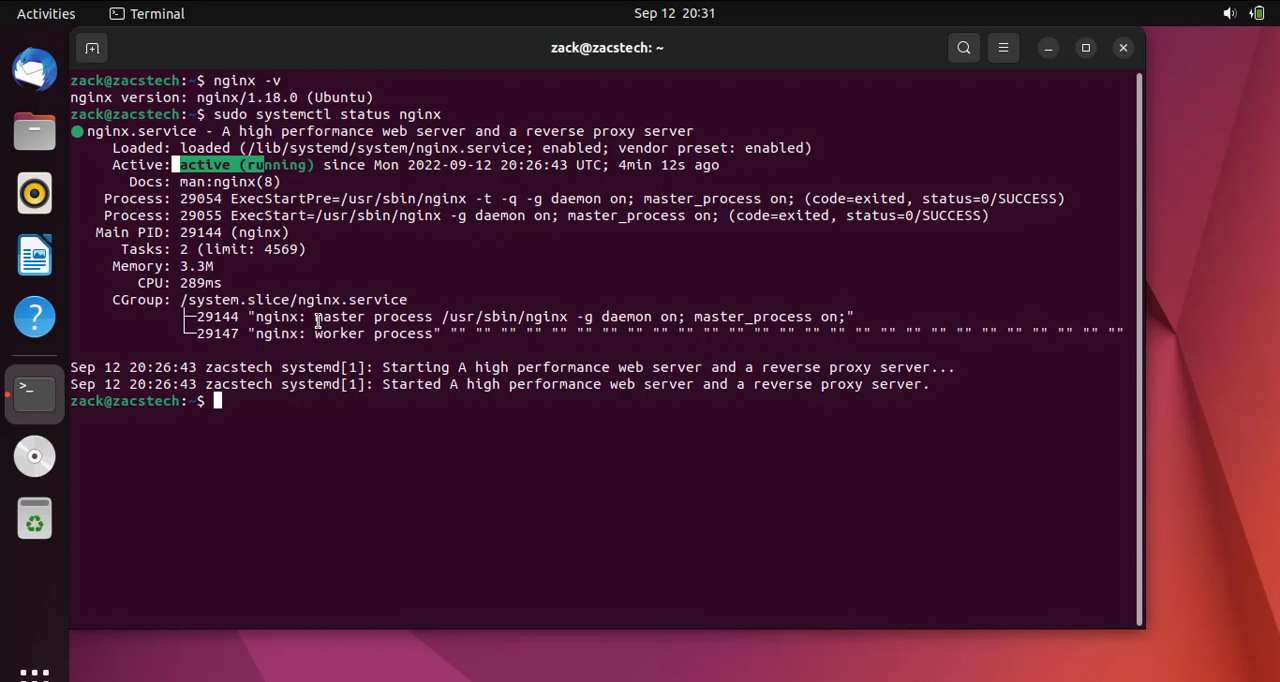 Activities Terminal Sep 12 20:31
zack@zacstech: ~
zack@zacstech:~$ nginx -v
nginx version: nginx/1.18.0 (Ubuntu)
zack@zacstech:~$ sudo systemctl status nginx
nginx.service - A high performance web server and a reverse proxy server
Loaded: loaded (/lib/systemd/system/nginx.service; enabled; vendor preset: enabled)
Active: active (running) since Mon 2022-09-12 20:26:43 UTC; 4min 12s ago
Docs: man:nginx(8)
Process: 29054 ExecStartPre=/usr/sbin/nginx -t -q -g daemon on; master_process on; (code=exited, status=0/SUCCESS)
Process: 29055 ExecStart=/usr/sbin/nginx -g daemon on; master_process on; (code=exited, status=0/SUCCESS)
Main PID: 29144 (nginx)
Tasks: 2 (limit: 4569)
Memory: 3.3M
CPU: 289ms
CGroup: /system.slice/nginx.service
├─29144 "nginx: master process /usr/sbin/nginx -g daemon on; master_process on;"
└─29147 "nginx: worker process" "" "" "" "" "" "" "" "" "" "" "" "" "" "" "" "" "" "" "" "" "" "" "" "" "" "" ""
Sep 12 20:26:43 zacstech systemd[1]: Starting A high performance web server and a reverse proxy server...
Sep 12 20:26:43 zacstech systemd[1]: Started A high performance web server and a reverse proxy server.
zack@zacstech:~$